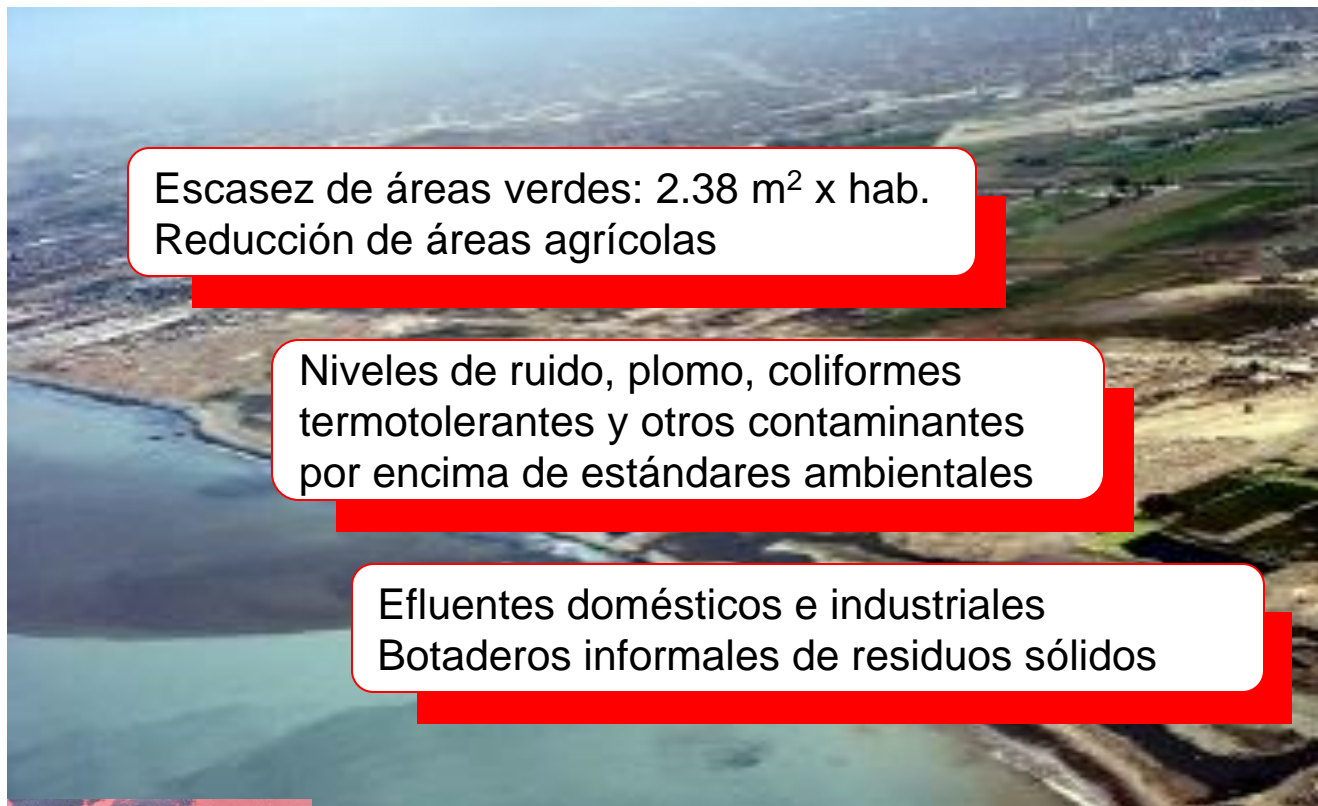 Escasez de áreas verdes: 2.38 m² x hab.
Reducción de áreas agrícolas
Niveles de ruido, plomo, coliformes
termotolerantes y otros contaminantes
por encima de estándares ambientales
Efluentes domésticos e industriales
Botaderos informales de residuos sólidos